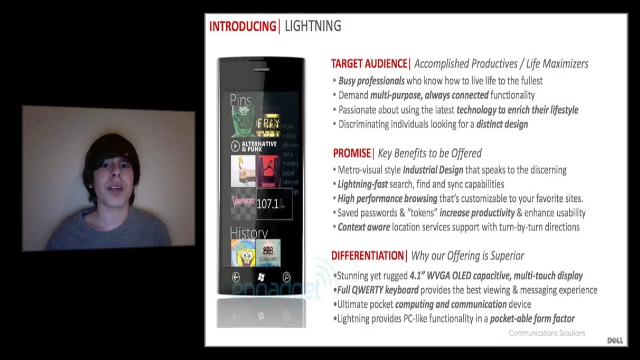 INTRODUCING| LIGHTNING
TARGET AUDIENCE| Accomplished Productives / Life Maximizers
• Busy professionals who know how to live life to the fullest
• Demand multi-purpose, always connected functionality
• Passionate about using the latest technology to enrich their lifestyle
• Discriminating individuals looking for a distinct design
PROMISE| Key Benefits to be Offered
• Metro-visual style Industrial Design that speaks to the discerning
• Lightning-fast search, find and sync capabilities
• High performance browsing that's customizable to your favorite sites.
• Saved passwords & "tokens" increase productivity & enhance usability
• Context aware location services support with turn-by-turn directions
DIFFERENTIATION| Why our Offering is Superior
• Stunning yet rugged 4.1" WVGA OLED capacitive, multi-touch display
• Full QWERTY keyboard provides the best viewing & messaging experience
• Ultimate pocket computing and communication device
• Lightning provides PC-like functionality in a pocket-able form factor
Communications Solutions
DELL
Pins
ALTERNATIVE
& PUNK
107.1
History
engadget